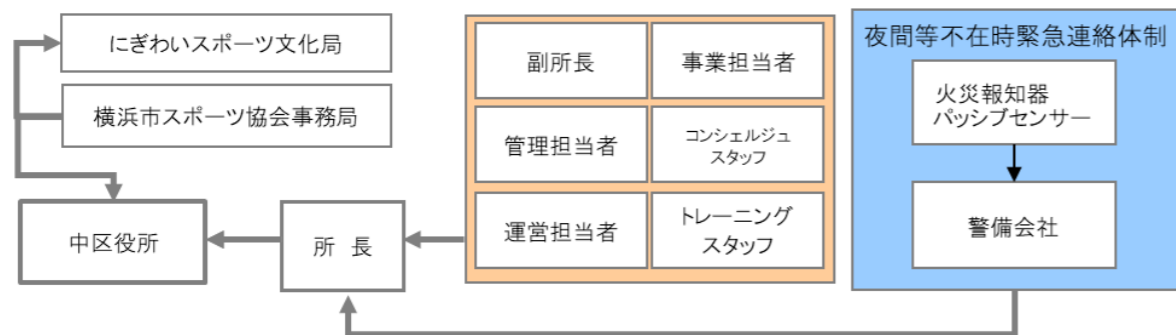 にぎわいスポーツ文化局
横浜市スポーツ協会事務局
中区役所
所 長
副所長
事業担当者
管理担当者
コンシェルジュ
スタッフ
運営担当者
トレーニング
スタッフ
夜間等不在時緊急連絡体制
火災報知器
パッシブセンサー
警備会社